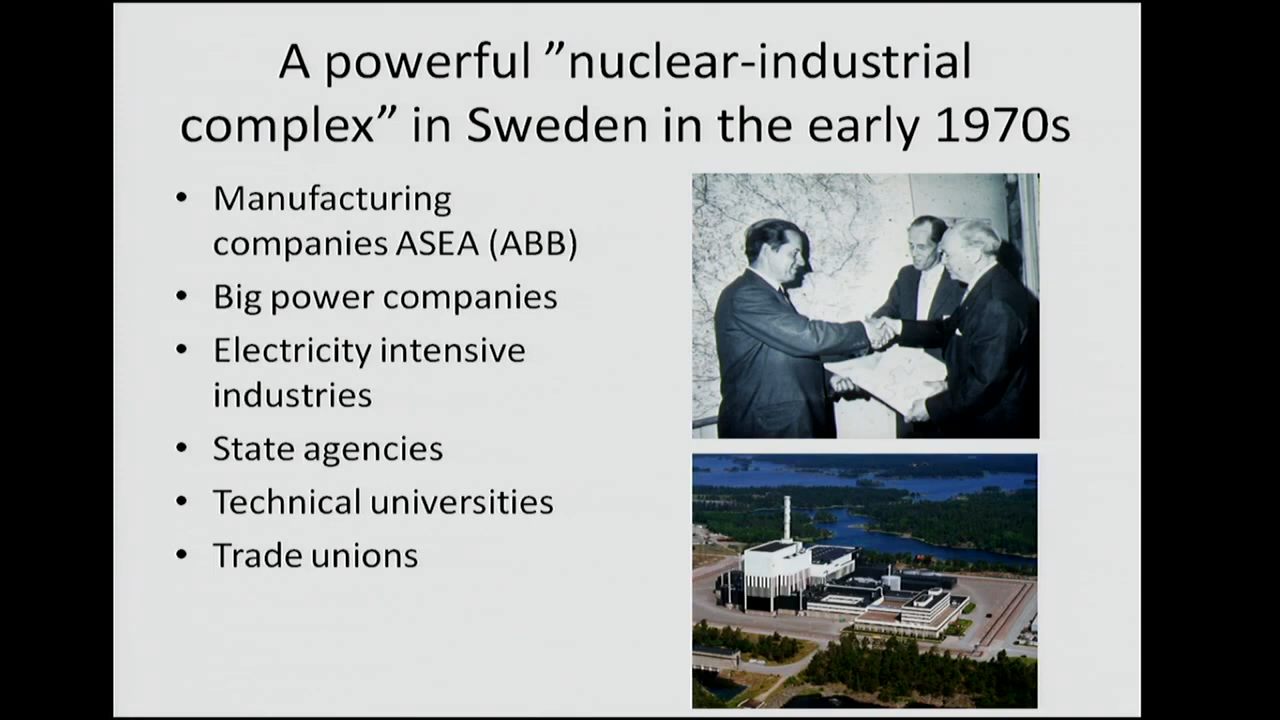 A powerful ”nuclear-industrial
complex” in Sweden in the early 1970s
• Manufacturing
companies ASEA (ABB)
• Big power companies
• Electricity intensive
industries
• State agencies
• Technical universities
• Trade unions